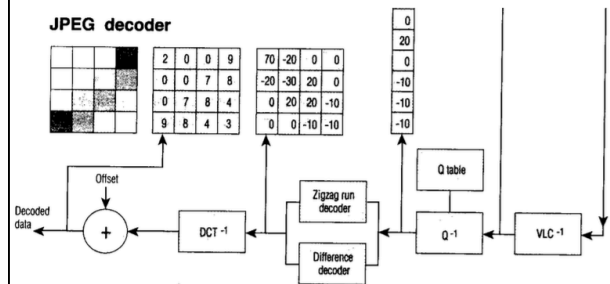 JPEG decoder
2 0 0 9
0 0 7 8
0 7 8 4
9 8 4 3
70 -20 0 0
-20 -30 20 0
0 20 20 -10
0 0 -10 -10
0
20
0
-10
-10
-10
Offset
Decoded
data
+
DCT -1
Zigzag run
decoder
Difference
decoder
Q table
Q -1
VLC -1